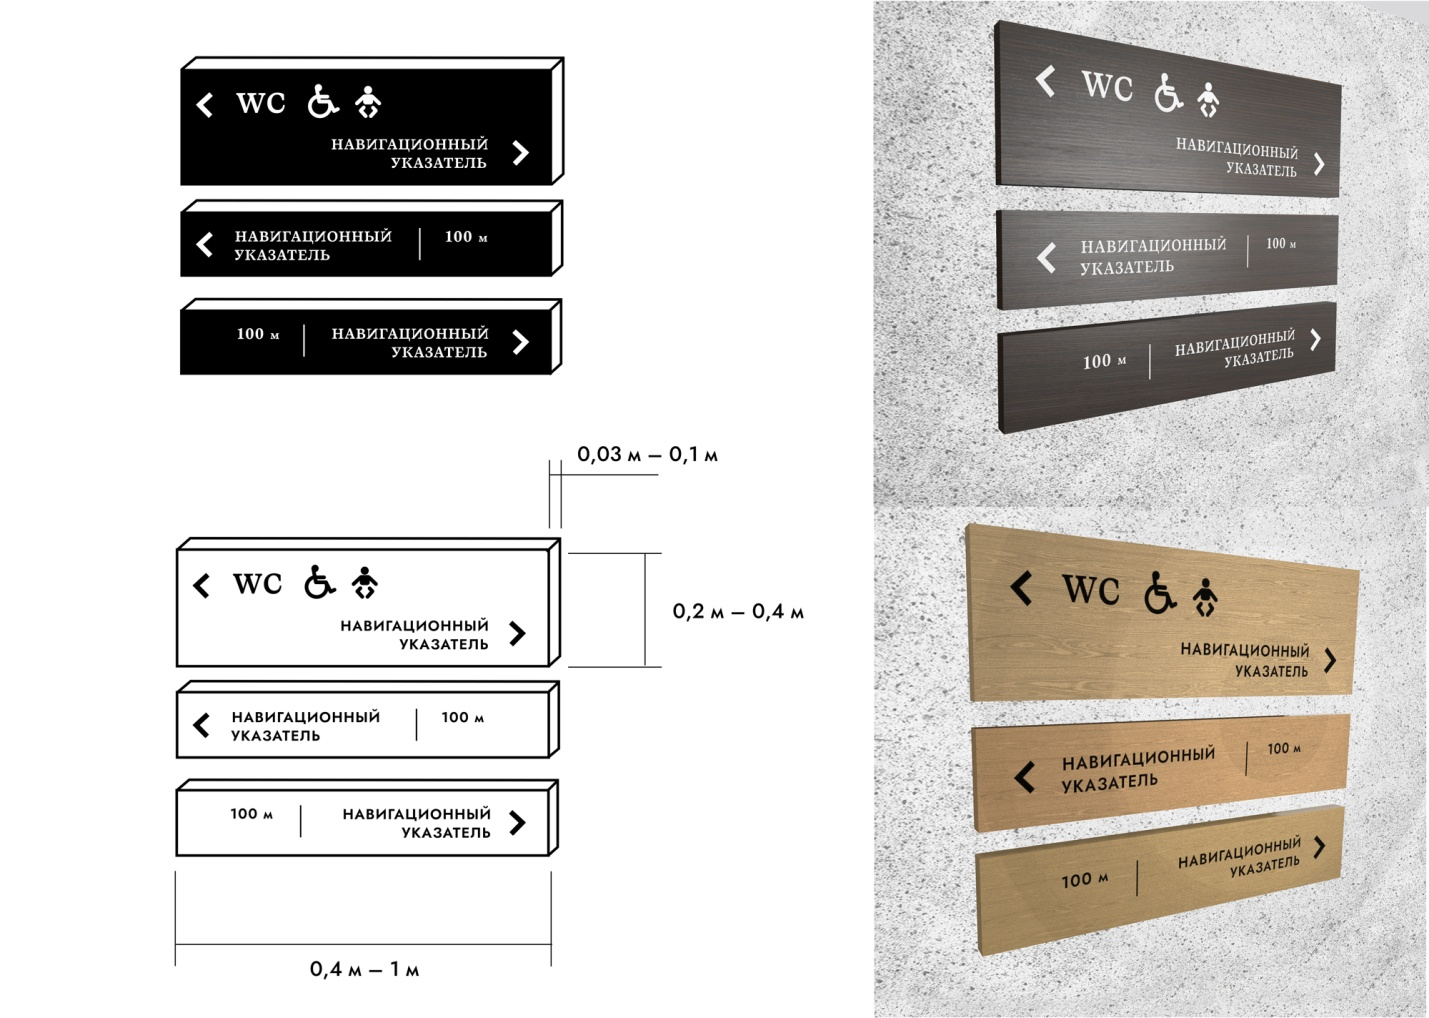 WC
НАВИГАЦИОННЫЙ
УКАЗАТЕЛЬ
НАВИГАЦИОННЫЙ
УКАЗАТЕЛЬ
100 м
100 м
НАВИГАЦИОННЫЙ
УКАЗАТЕЛЬ
0,03 м – 0,1 м
WC
НАВИГАЦИОННЫЙ
УКАЗАТЕЛЬ
0,2 м – 0,4 м
НАВИГАЦИОННЫЙ
УКАЗАТЕЛЬ
100 м
100 м
НАВИГАЦИОННЫЙ
УКАЗАТЕЛЬ
0,4 м – 1 м
WC
НАВИГАЦИОННЫЙ
УКАЗАТЕЛЬ
НАВИГАЦИОННЫЙ
УКАЗАТЕЛЬ
100 м
100 м
НАВИГАЦИОННЫЙ
УКАЗАТЕЛЬ
WC
НАВИГАЦИОННЫЙ
УКАЗАТЕЛЬ
НАВИГАЦИОННЫЙ
УКАЗАТЕЛЬ
100 м
100 м
НАВИГАЦИОННЫЙ
УКАЗАТЕЛЬ